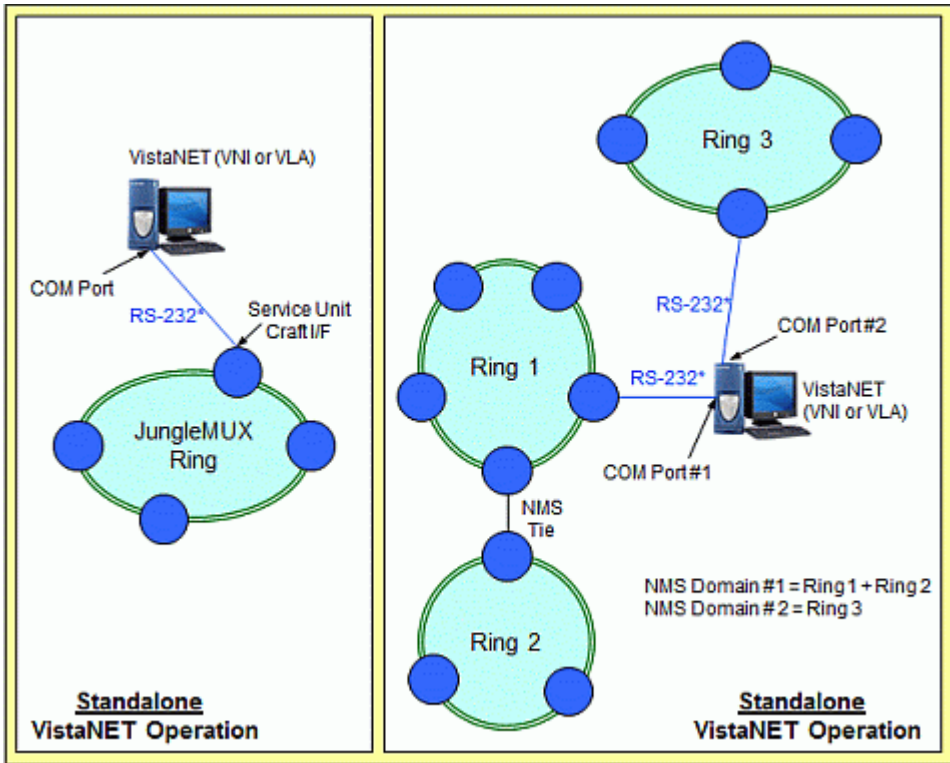 VistaNET (VNI or VLA)
COM Port
RS-232*
Service Unit
Craft I/F
JungleMUX
Ring
Standalone
VistaNET Operation
Ring 3
RS-232*
COM Port #2
Ring 1
RS-232*
VistaNET
(VNI or VLA)
COM Port #1
NMS
Tie
Ring 2
NMS Domain #1 = Ring 1 + Ring 2
NMS Domain #2 = Ring 3
Standalone
VistaNET Operation